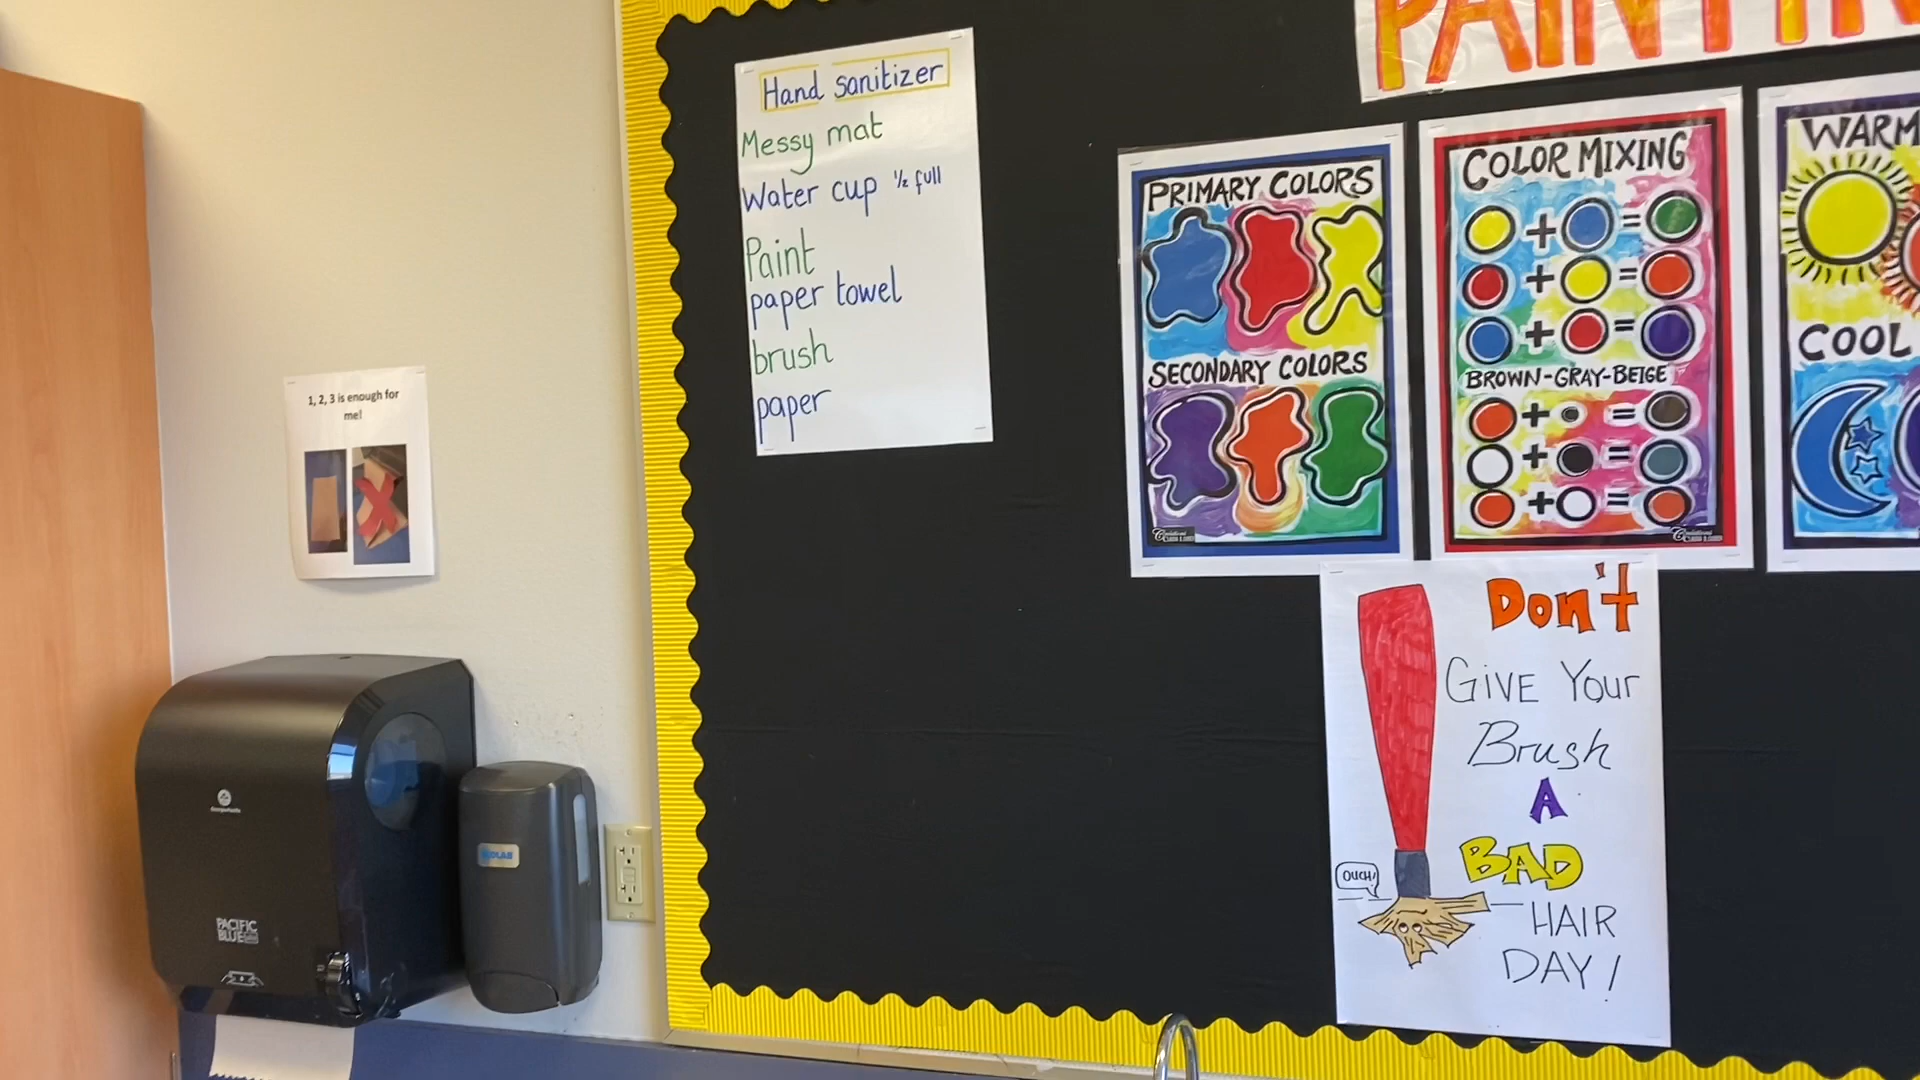 Hand sanitizer
Messy mat
Water cup ½ full
Paint
paper towel
brush
paper
1, 2, 3 is enough for
me!
PRIMARY COLORS
SECONDARY COLORS
COLOR MIXING
BROWN-GRAY-BEIGE
WARM
COOL
Don't
GIVE Your
Brush
A
BAD
HAIR
DAY!
OUCH!
PACIFIC
BLUE
ECOLAB